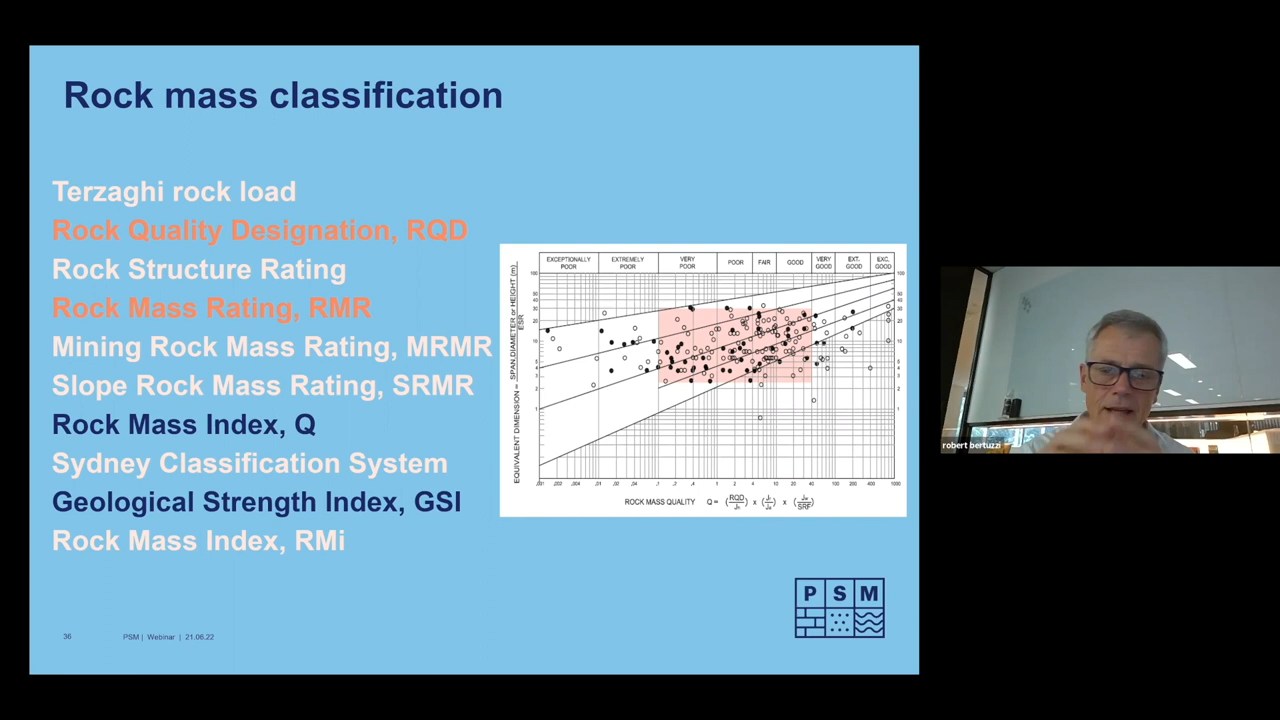 Rock mass classification
Terzaghi rock load
Rock Quality Designation, RQD
Rock Structure Rating
Rock Mass Rating, RMR
Mining Rock Mass Rating, MRMR
Slope Rock Mass Rating, SRMR
Rock Mass Index, Q
Sydney Classification System
Geological Strength Index, GSI
Rock Mass Index, RMi
EXCEPTIONALLY POOR
EXTREMELY POOR
VERY POOR
POOR
FAIR
GOOD
VERY GOOD
EXT. GOOD
EXC. GOOD
EQUIVALENT DIMENSION = SPAN, DIAMETER or HEIGHT (m)
ESR
ROCK MASS QUALITY Q = (RQD/Jn) x (Jr/Ja) x (Jw/SRF)
P S M
36 PSM | Webinar | 21.06.22
robert bertuzzi